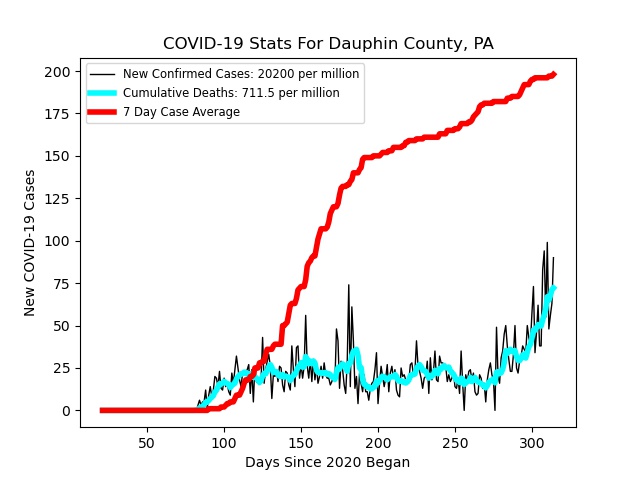 COVID-19 Stats For Dauphin County, PA
New Confirmed Cases: 20200 per million
Cumulative Deaths: 711.5 per million
7 Day Case Average
New COVID-19 Cases
200
175
150
125
100
75
50
25
0
50
100
150
200
250
300
Days Since 2020 Began